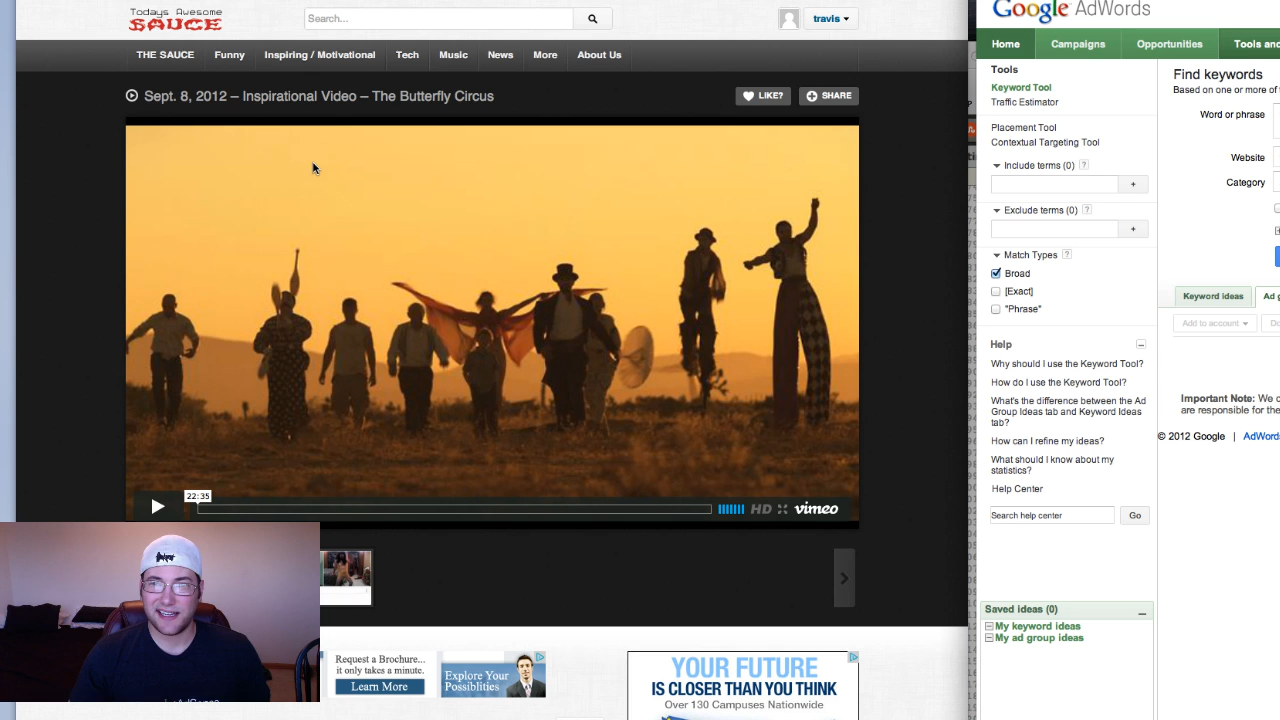 Todays Awesome
SAUCE
Search...
travis
THE SAUCE Funny Inspiring / Motivational Tech Music News More About Us
Sept. 8, 2012 – Inspirational Video – The Butterfly Circus
LIKE?
SHARE
22:35
HD
vimeo
Request a Brochure...
it only takes a minute.
Learn More
Explore Your
Possiblities
YOUR FUTURE
IS CLOSER THAN YOU THINK
Over 130 Campuses Nationwide
Google AdWords
Home Campaigns Opportunities Tools and
Tools
Keyword Tool
Traffic Estimator
Placement Tool
Contextual Targeting Tool
Include terms (0) ?
+
Exclude terms (0) ?
+
Match Types ?
Broad
[Exact]
"Phrase"
Help
Why should I use the Keyword Tool?
How do I use the Keyword Tool?
What's the difference between the Ad
Group Ideas tab and Keyword Ideas
tab?
How can I refine my ideas?
What should I know about my
statistics?
Help Center
Search help center
Go
Saved ideas (0)
My keyword ideas
My ad group ideas
Find keywords
Based on one or more of
Word or phrase
Website
Category
Keyword ideas
Add to account
Important Note: We
are responsible for the
© 2012 Google |